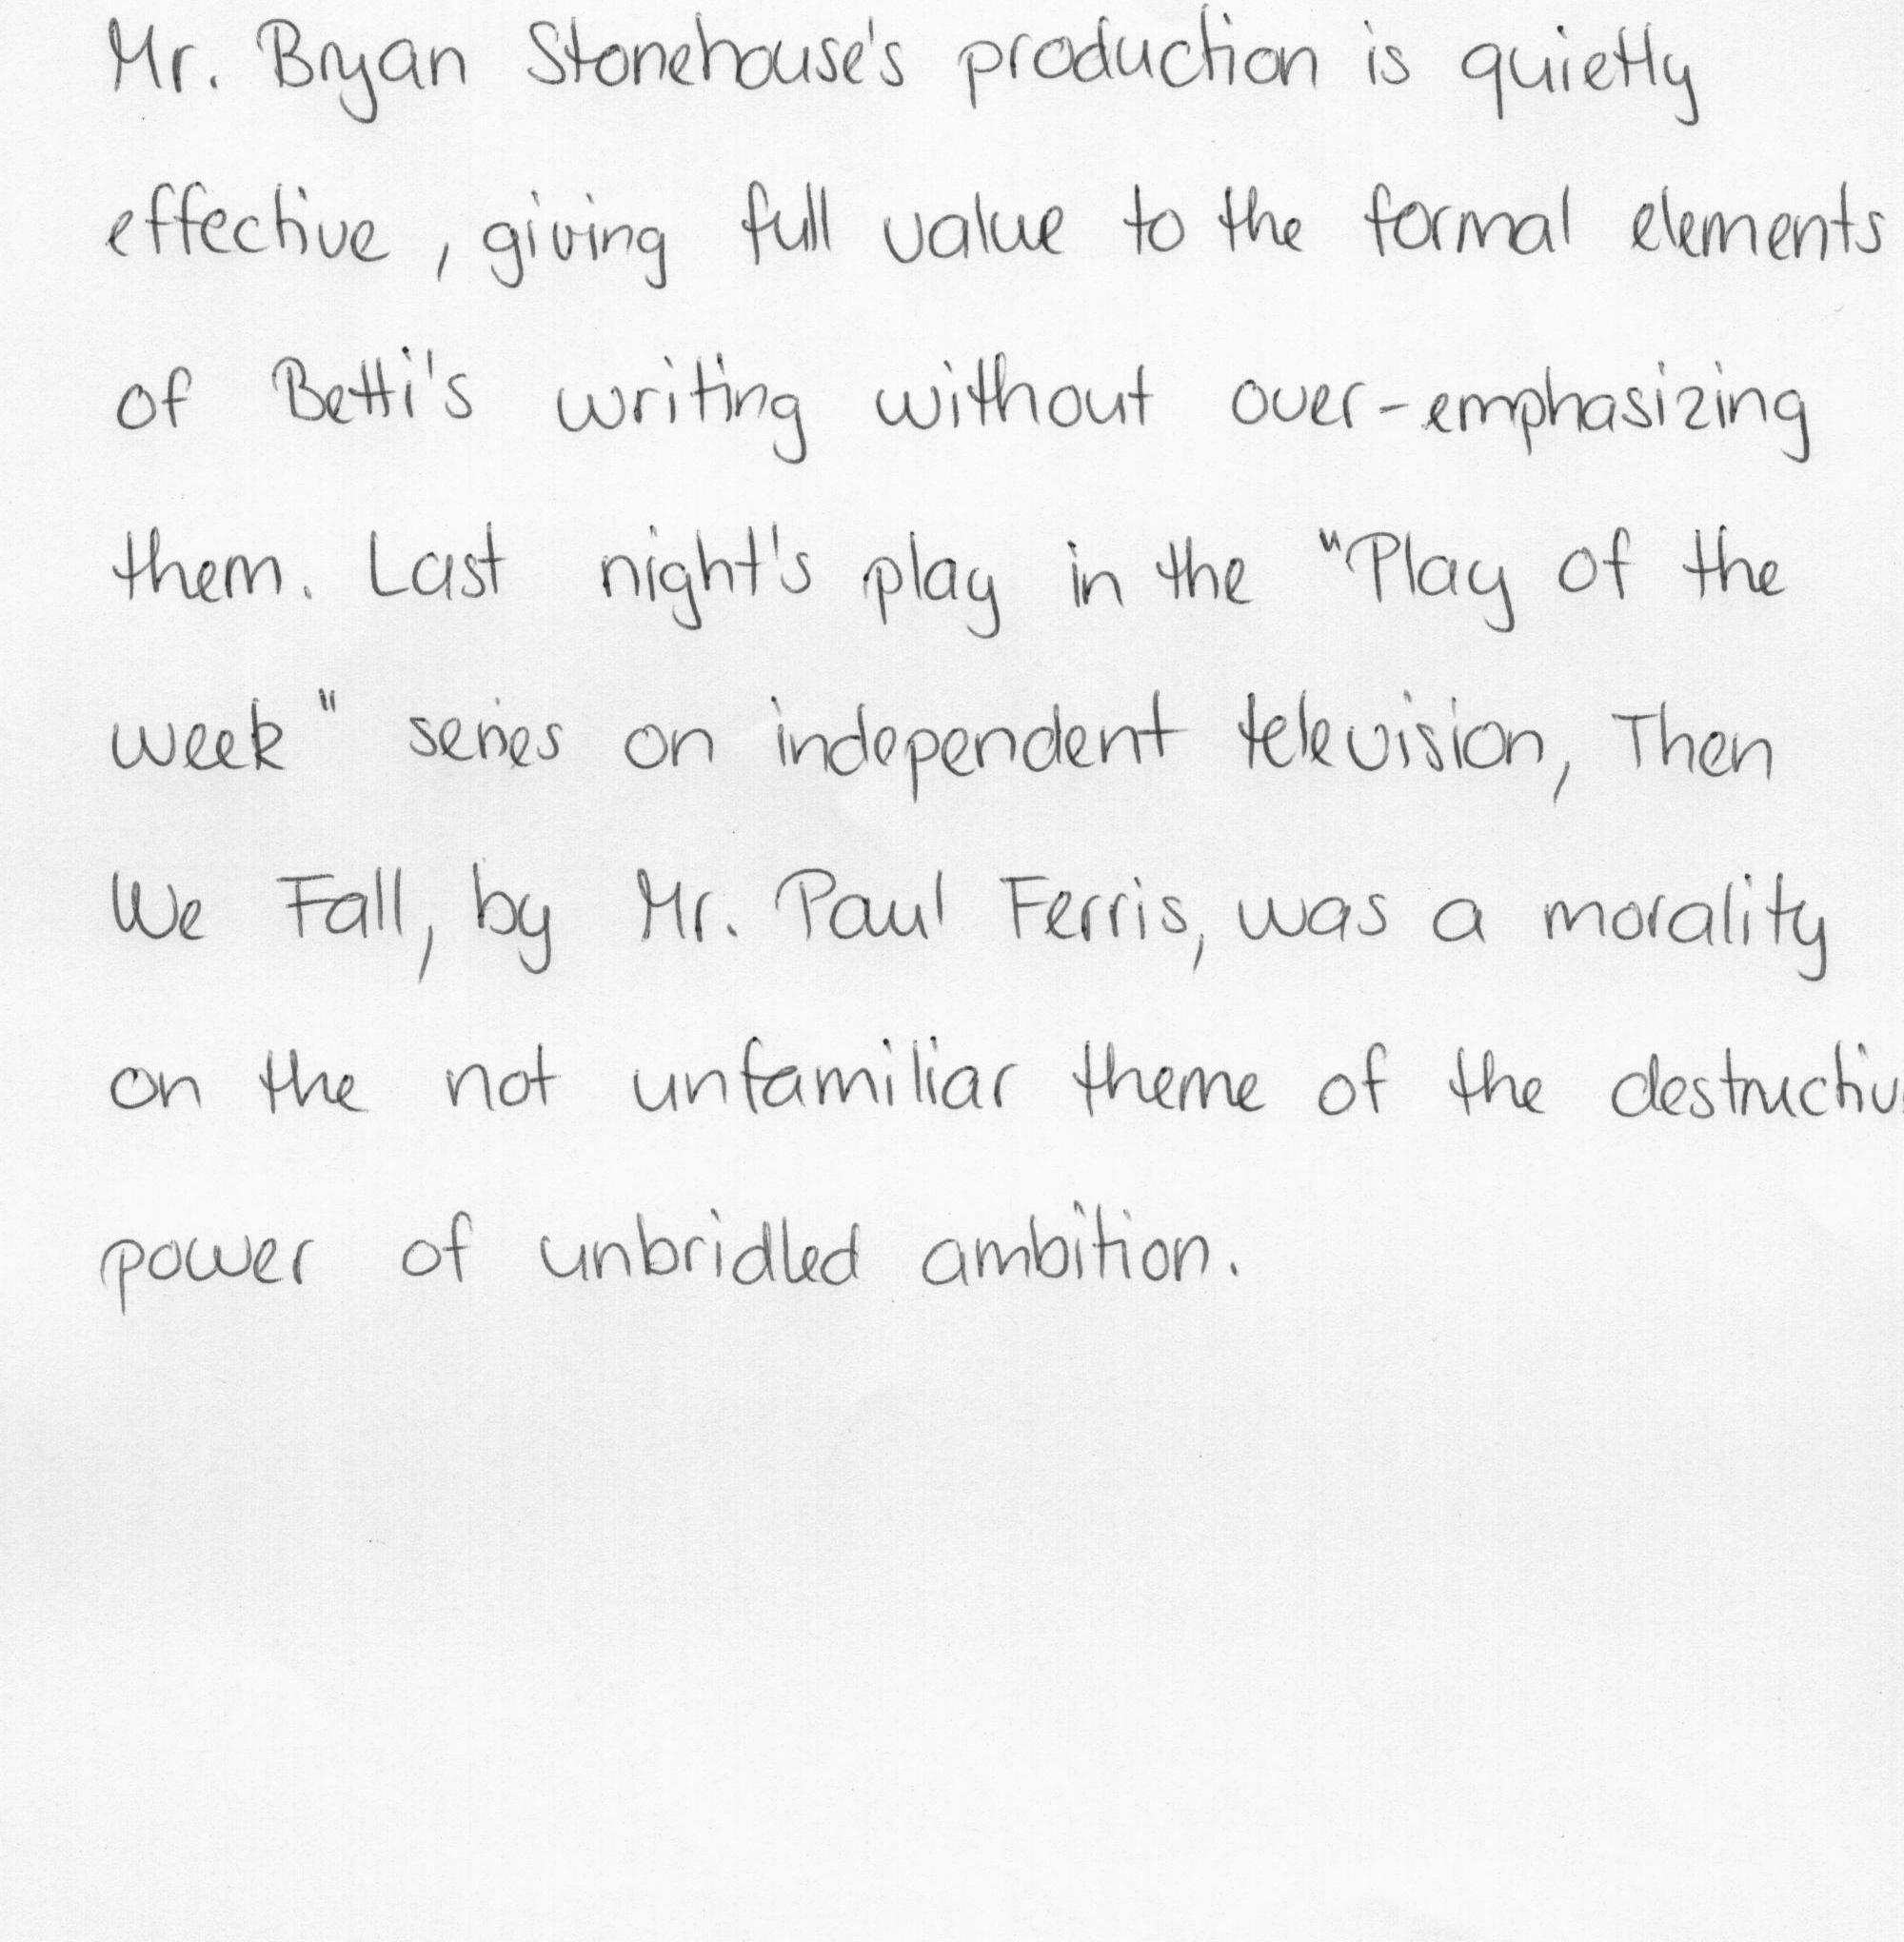 Mr. Bryan Stonehouse's production is quietly
effective, giving full value to the formal elements
of Betti's writing without over-emphasizing
them. Last night's play in the "Play of the
week" series on independent television, Then
We Fall, by Mr. Paul Ferris, was a morality
on the not unfamiliar theme of the destructive
power of unbridled ambition.